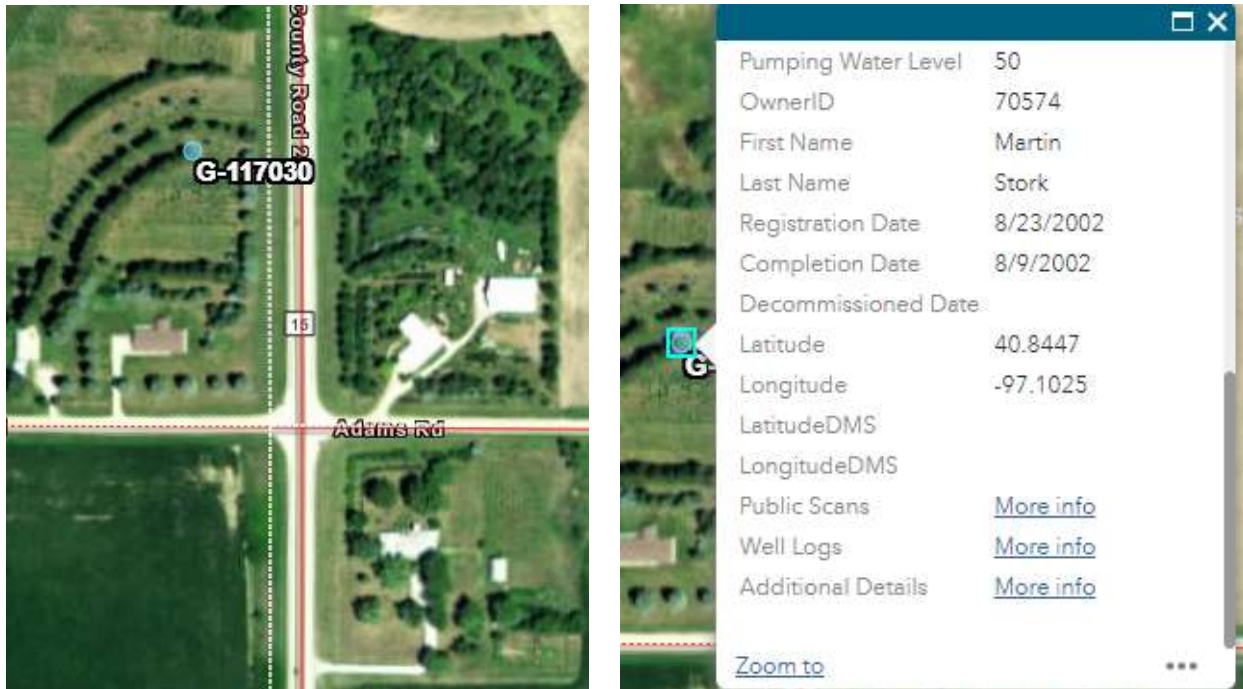 County Road 2
G-117030
15
Adams Rd
Pumping Water Level 50
OwnerID 70574
First Name Martin
Last Name Stork
Registration Date 8/23/2002
Completion Date 8/9/2002
Decommissioned Date
Latitude 40.8447
G-
Longitude -97.1025
LatitudeDMS
LongitudeDMS
Public Scans More info
Well Logs More info
Additional Details More info
Zoom to